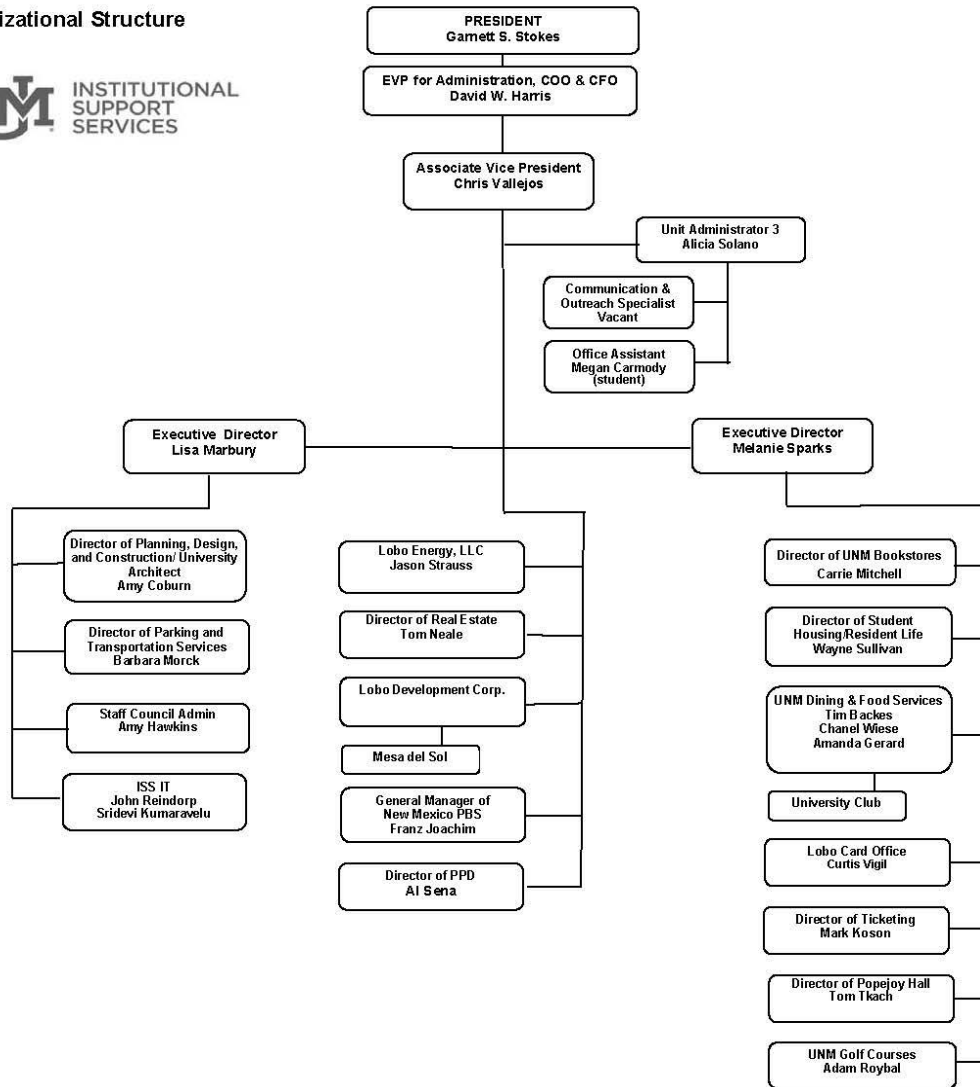 izational Structure
INSTITUTIONAL
SUPPORT
SERVICES
PRESIDENT
Garnett S. Stokes
EVP for Administration, COO & CFO
David W. Harris
Associate Vice President
Chris Vallejos
Unit Administrator 3
Alicia Solano
Communication &
Outreach Specialist
Vacant
Office Assistant
Megan Carmody
(student)
Executive Director
Lisa Marbury
Executive Director
Melanie Sparks
Director of Planning, Design,
and Construction/ University
Architect
Amy Coburn
Director of Parking and
Transportation Services
Barbara Morck
Staff Council Admin
Amy Hawkins
ISS IT
John Reindorp
Sridevi Kumaravelu
Lobo Energy, LLC
Jason Strauss
Director of Real Estate
Tom Neale
Lobo Development Corp.
Mesa del Sol
General Manager of
New Mexico PBS
Franz Joachim
Director of PPD
Al Sena
Director of UNM Bookstores
Carrie Mitchell
Director of Student
Housing/Resident Life
Wayne Sullivan
UNM Dining & Food Services
Tim Backes
Chanel Wiese
Amanda Gerard
University Club
Lobo Card Office
Curtis Vigil
Director of Ticketing
Mark Koson
Director of Popejoy Hall
Tom Tkach
UNM Golf Courses
Adam Roybal